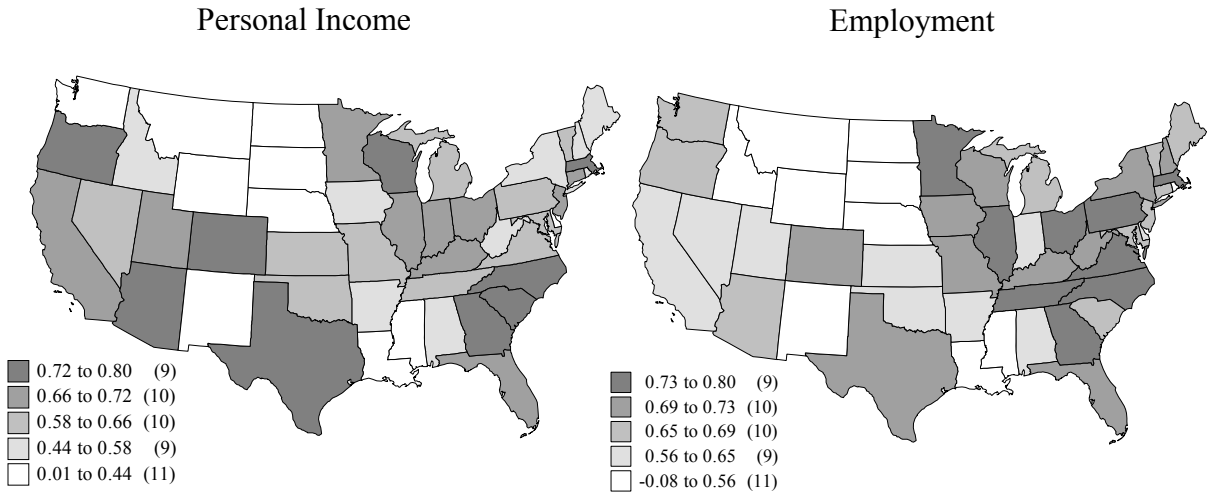 Personal Income
Employment
0.72 to 0.80 (9)
0.66 to 0.72 (10)
0.58 to 0.66 (10)
0.44 to 0.58 (9)
0.01 to 0.44 (11)
0.73 to 0.80 (9)
0.69 to 0.73 (10)
0.65 to 0.69 (10)
0.56 to 0.65 (9)
-0.08 to 0.56 (11)